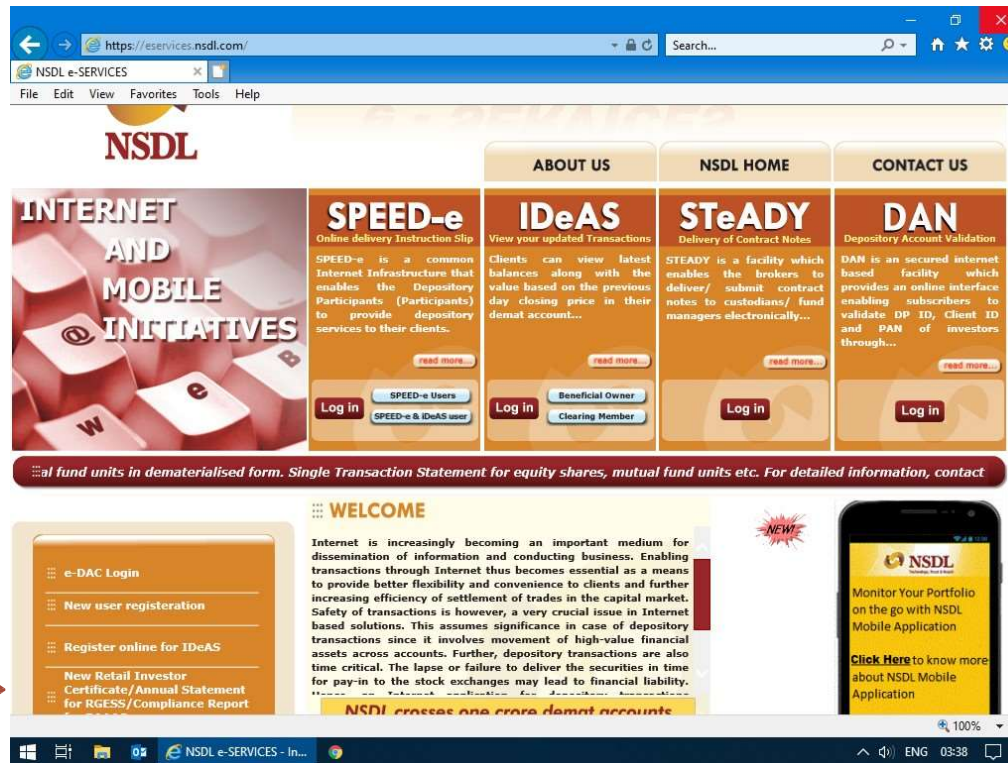 https://eservices.nsdl.com/
Search...
NSDL e-SERVICES
File Edit View Favorites Tools Help
NSDL
ABOUT US
NSDL HOME
CONTACT US
INTERNET
AND
MOBILE
INITIATIVES
SPEED-e
Online delivery Instruction Slip
SPEED-e is a common
Internet Infrastructure that
enables the Depository
Participants (Participants)
to provide depository
services to their clients.
read more...
Log in
SPEED-e Users
SPEED-e & iDeAS user
IDeAS
View your updated Transactions
Clients can view latest
balances along with the
value based on the previous
day closing price in their
demat account...
read more...
Log in
Beneficial Owner
Clearing Member
STeADY
Delivery of Contract Notes
STEADY is a facility which
enables the brokers to
deliver/ submit contract
notes to custodians/ fund
managers electronically...
read more...
Log in
DAN
Depository Account Validation
DAN is an secured internet
based facility which
provides an online interface
enabling subscribers to
validate DP ID, Client ID
and PAN of investors
through...
read more...
Log in
@
w
e
B
al fund units in dematerialised form. Single Transaction Statement for equity shares, mutual fund units etc. For detailed information, contact
e-DAC Login
New user registeration
Register online for IDeAS
New Retail Investor
Certificate/Annual Statement
for RGESS/Compliance Report
WELCOME
Internet is increasingly becoming an important medium for
dissemination of information and conducting business. Enabling
transactions through Internet thus becomes essential as a means
to provide better flexibility and convenience to clients and further
increasing efficiency of settlement of trades in the capital market.
Safety of transactions is however, a very crucial issue in Internet
based solutions. This assumes significance in case of depository
transactions since it involves movement of high-value financial
assets across accounts. Further, depository transactions are also
time critical. The lapse or failure to deliver the securities in time
for pay-in to the stock exchanges may lead to financial liability.
Hence, an Internet application for depository transactions
NSDL crosses one crore demat accounts
NEW!
NSDL
Monitor Your Portfolio
on the go with NSDL
Mobile Application
Click Here to know more
about NSDL Mobile
Application
100%
NSDL e-SERVICES - In...
ENG 03:38